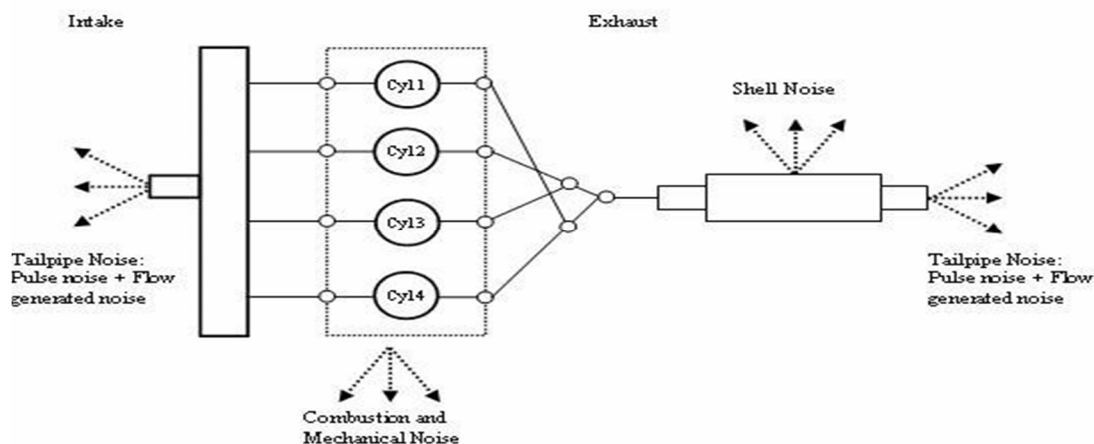 Intake
Exhaust
Cyl1
Shell Noise
Cyl2
Cyl3
Tailpipe Noise:
Pulse noise + Flow
generated noise
Tailpipe Noise:
Pulse noise + Flow
generated noise
Cyl4
Combustion and
Mechanical Noise